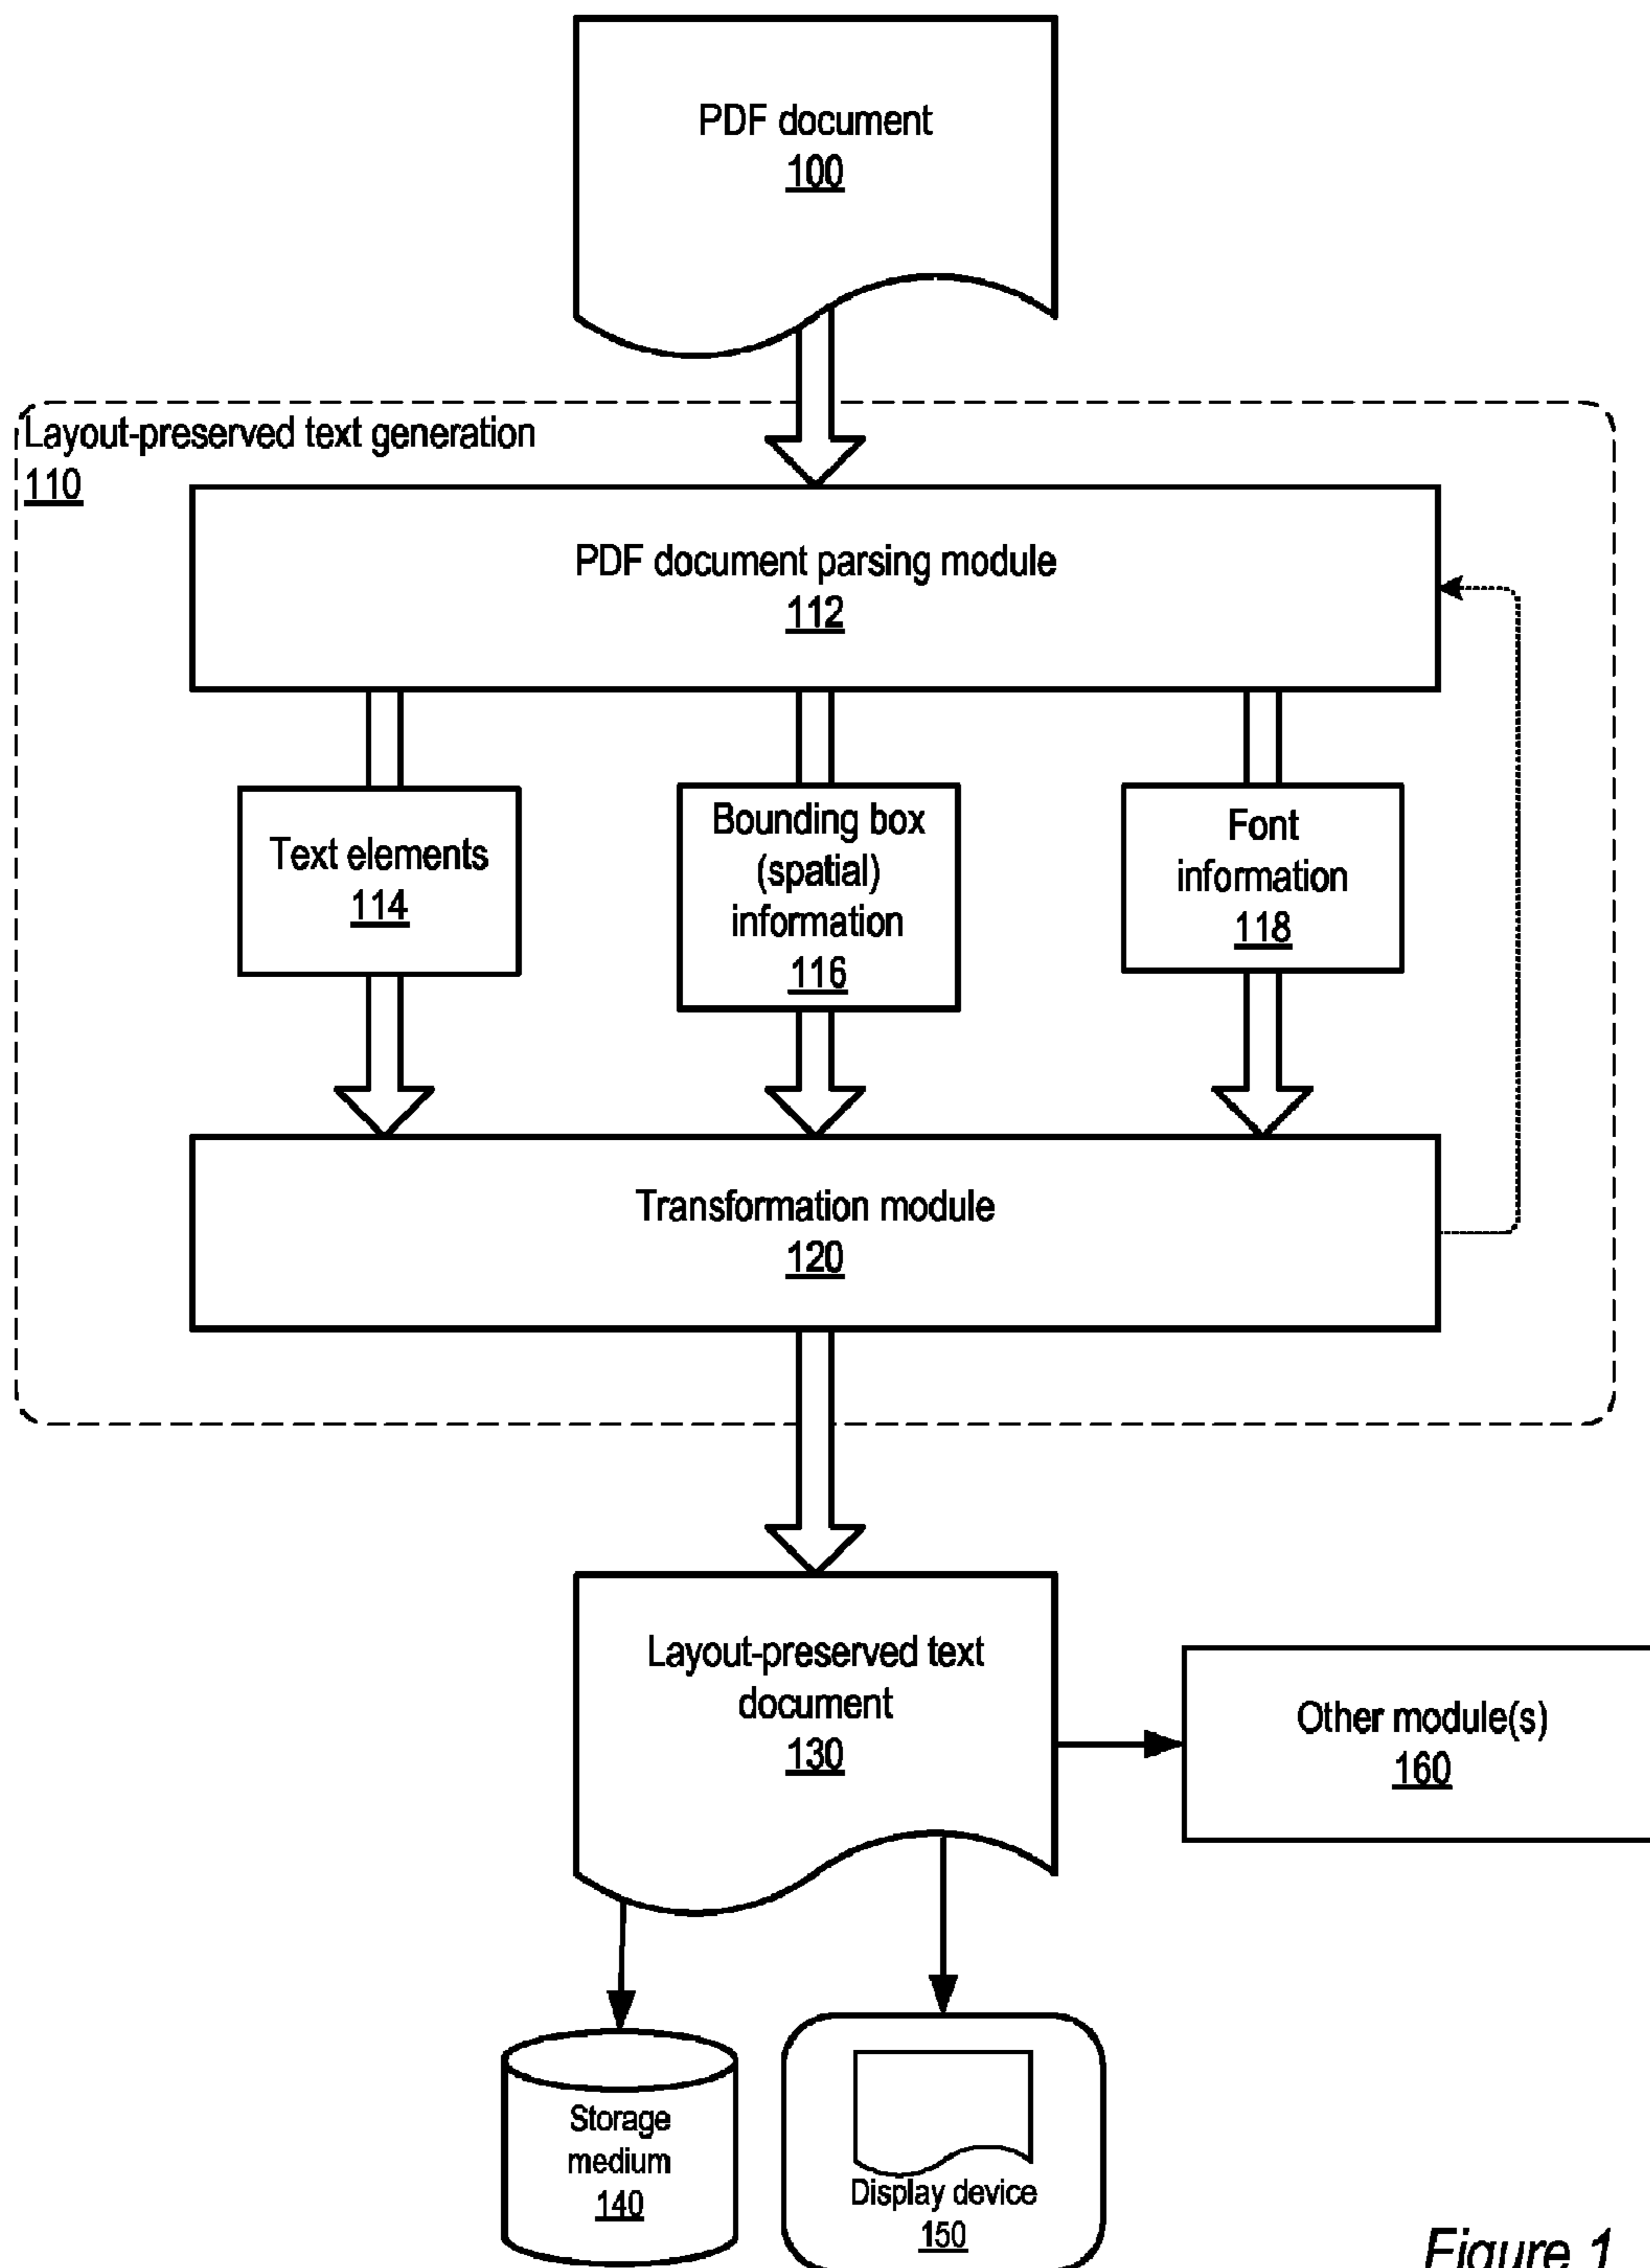 PDF document
100
Layout-preserved text generation
110
PDF document parsing module
112
Text elements
114
Bounding box
(spatial)
information
116
Font
information
118
Transformation module
120
Layout-preserved text
document
130
Other module(s)
160
Storage
medium
140
Display device
150
Figure 1